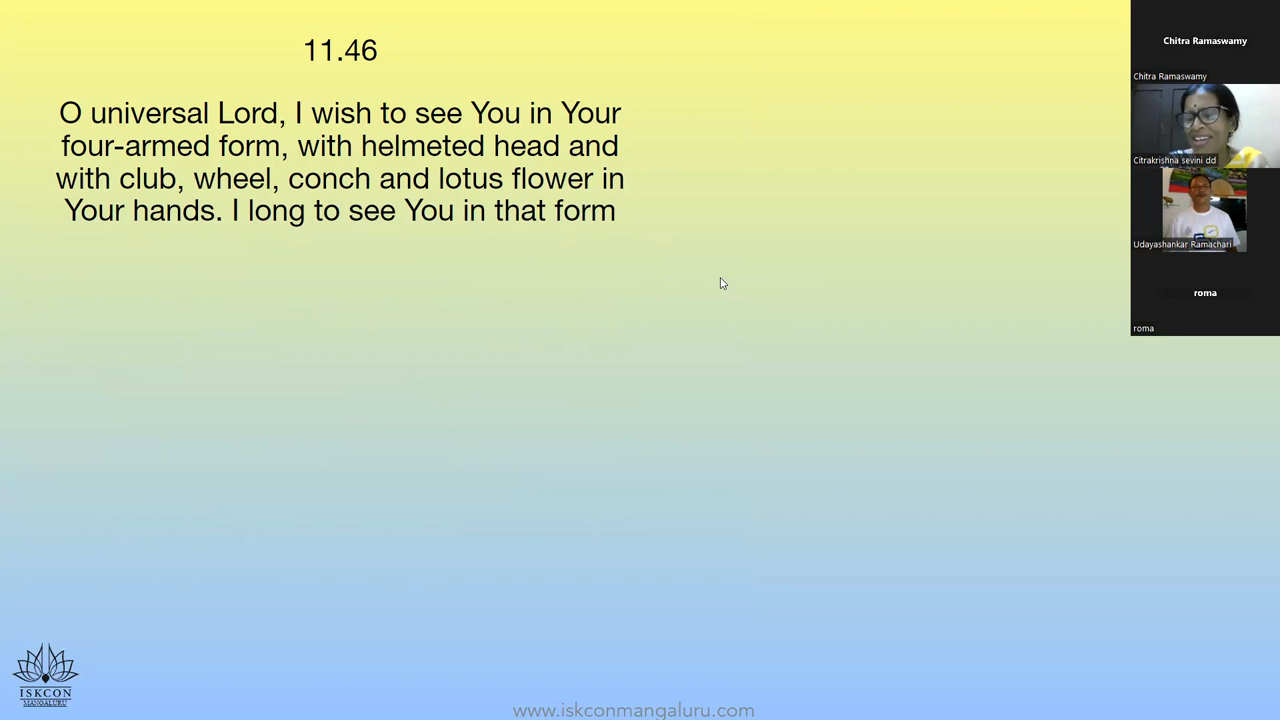 11.46
O universal Lord, I wish to see You in Your
four-armed form, with helmeted head and
with club, wheel, conch and lotus flower in
Your hands. I long to see You in that form
Chitra Ramaswamy
Chitra Ramaswamy
Citrakrishna sevini dd
Udayashankar Ramachari
roma
roma
ISKCON
MANGALURU
www.iskconmangaluru.com